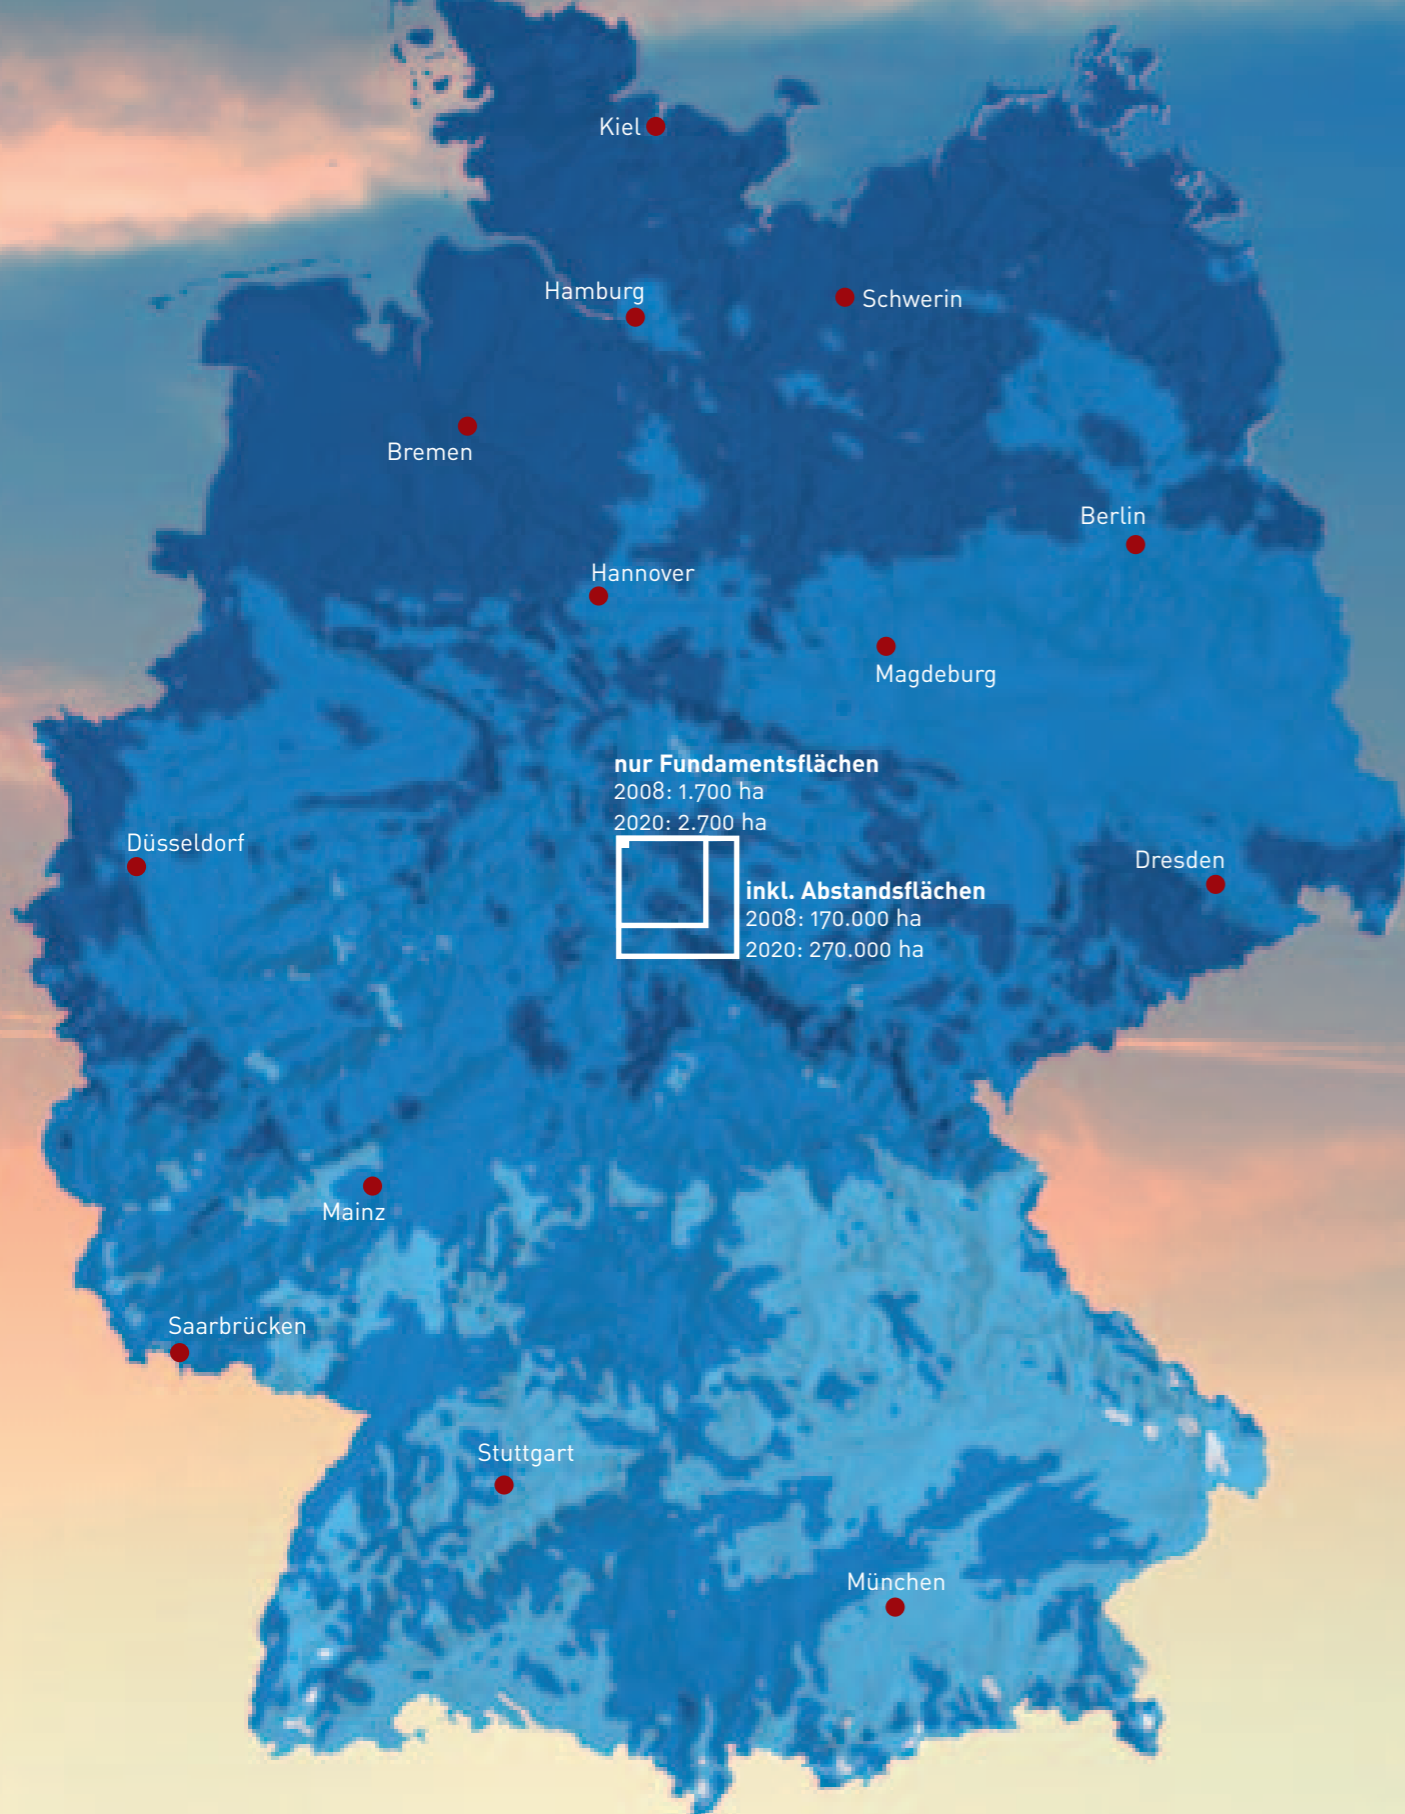 Kiel
Hamburg
Schwerin
Bremen
Berlin
Hannover
Magdeburg
nur Fundamentsflächen
2008: 1.700 ha
2020: 2.700 ha
Düsseldorf
Dresden
inkl. Abstandsflächen
2008: 170.000 ha
2020: 270.000 ha
Mainz
Saarbrücken
Stuttgart
München